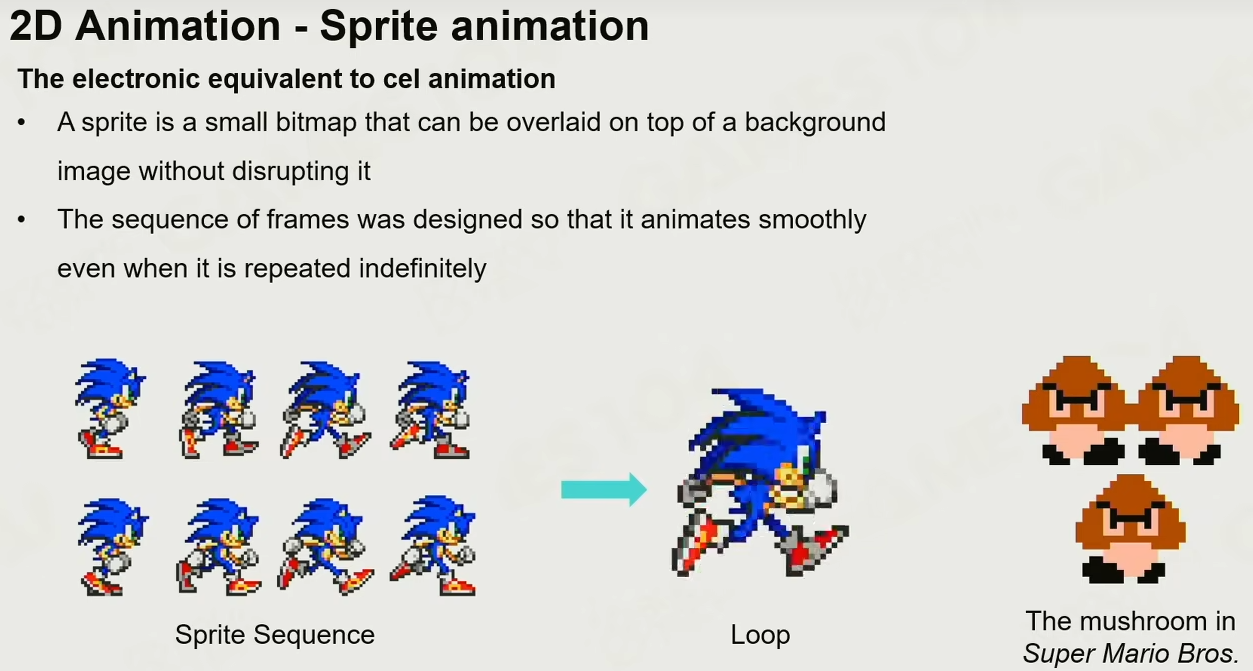 2D Animation - Sprite animation
The electronic equivalent to cel animation
• A sprite is a small bitmap that can be overlaid on top of a background
image without disrupting it
• The sequence of frames was designed so that it animates smoothly
even when it is repeated indefinitely
Sprite Sequence
Loop
The mushroom in
Super Mario Bros.